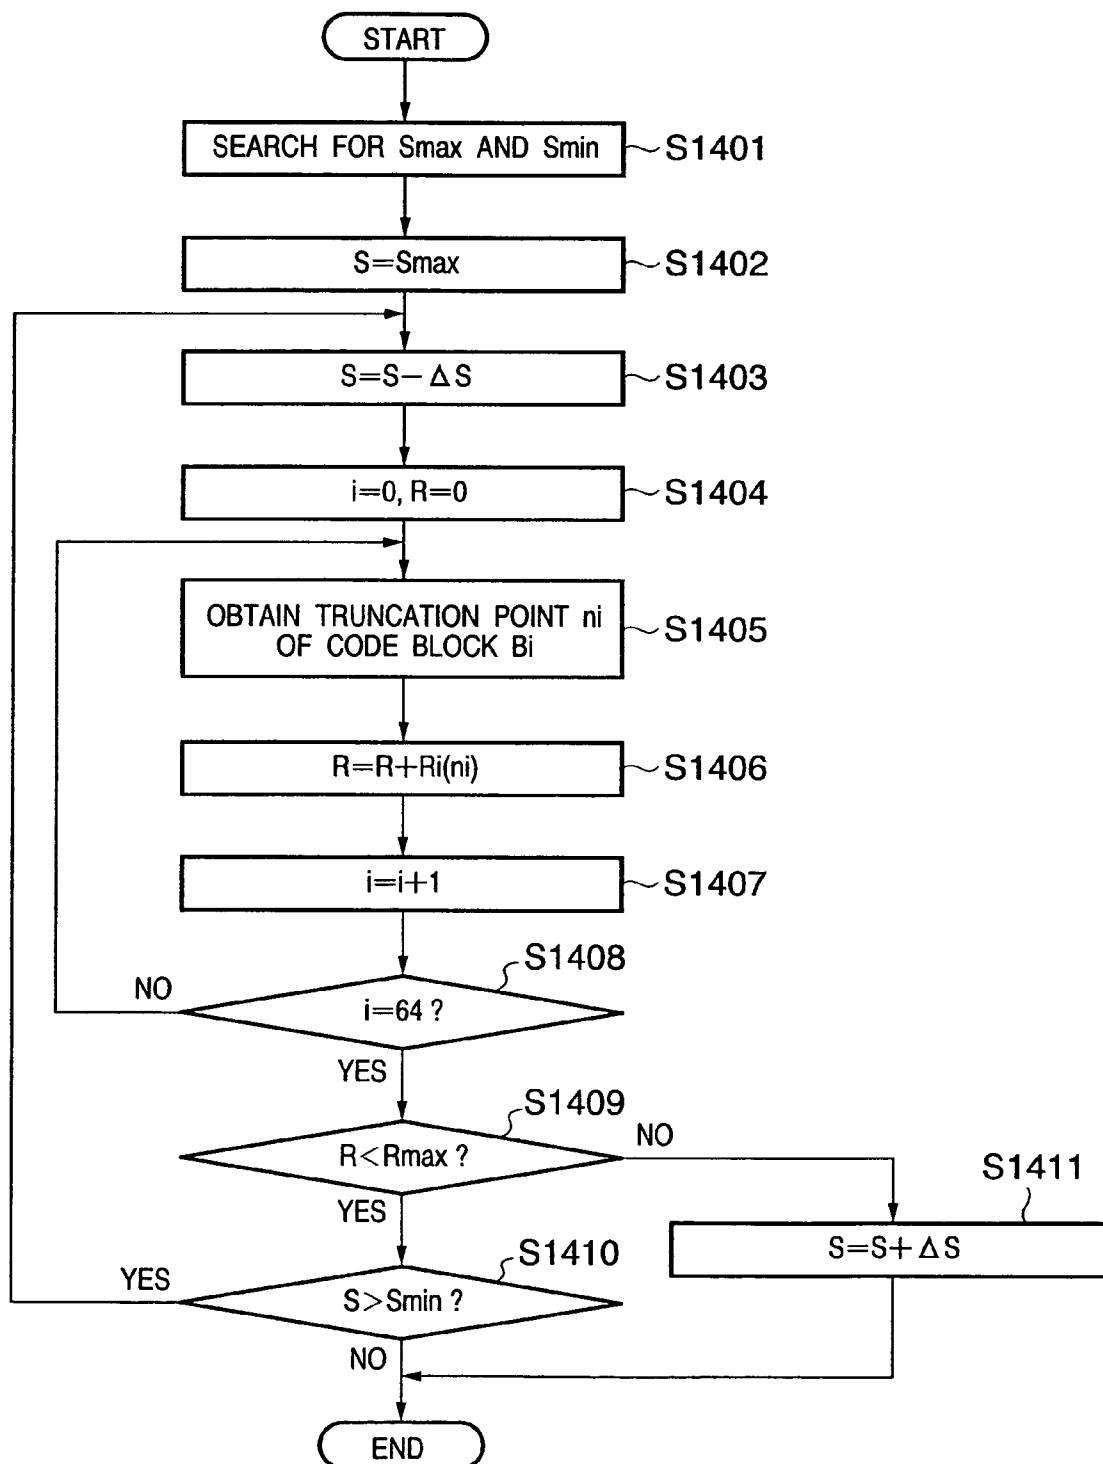 START
SEARCH FOR Smax AND Smin
S1401
S=Smax
S1402
S=S-ΔS
S1403
i=0, R=0
S1404
OBTAIN TRUNCATION POINT ni
OF CODE BLOCK Bi
S1405
R=R+Ri(ni)
S1406
i=i+1
S1407
S1408
NO
i=64 ?
YES
S1409
R<Rmax ?
NO
YES
S1411
S=S+ΔS
S1410
YES
S>Smin ?
NO
END